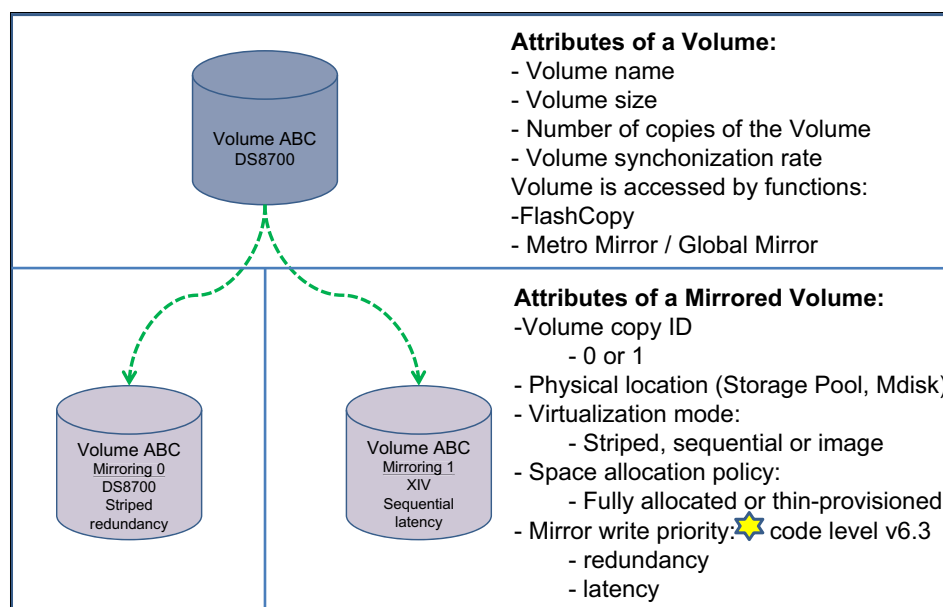 Volume ABC
DS8700
Attributes of a Volume:
- Volume name
- Volume size
- Number of copies of the Volume
- Volume synchonization rate
Volume is accessed by functions:
-FlashCopy
- Metro Mirror / Global Mirror
Volume ABC
Mirroring 0
DS8700
Striped
redundancy
Volume ABC
Mirroring 1
XIV
Sequential
latency
Attributes of a Mirrored Volume:
-Volume copy ID
- 0 or 1
- Physical location (Storage Pool, Mdisk)
- Virtualization mode:
- Striped, sequential or image
- Space allocation policy:
- Fully allocated or thin-provisioned
- Mirror write priority: code level v6.3
- redundancy
- latency